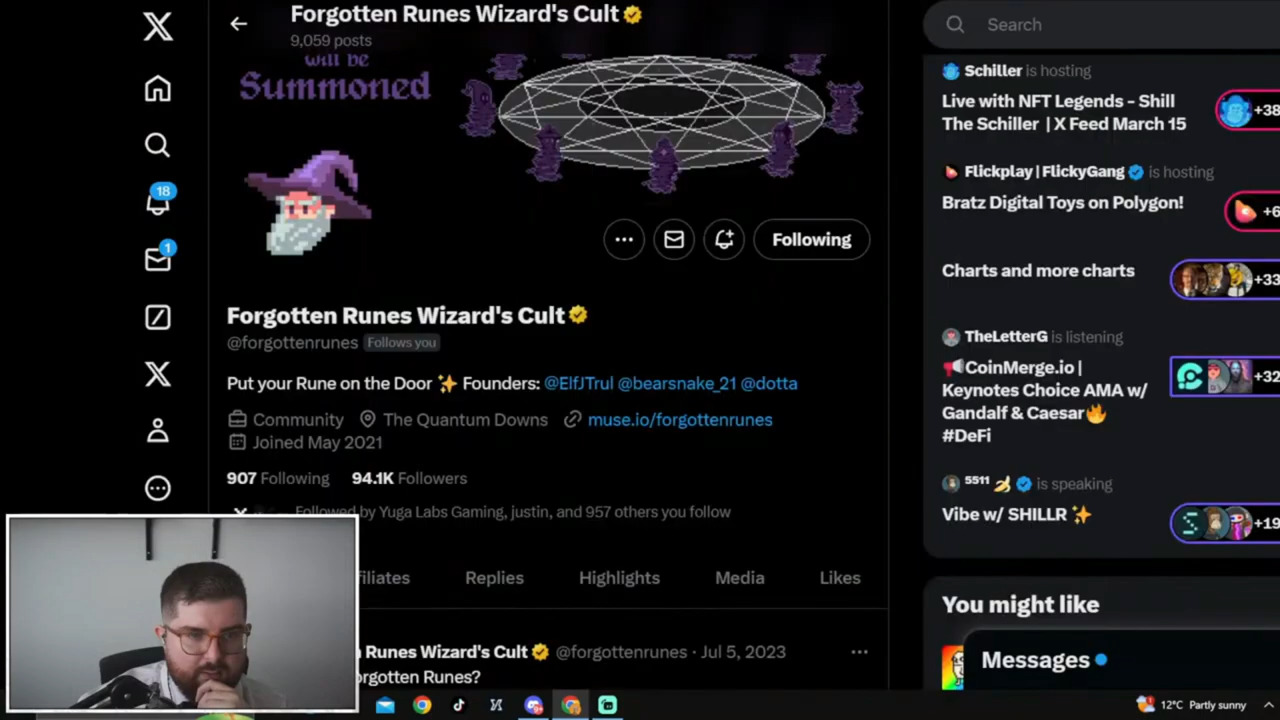 Forgotten Runes Wizard's Cult
9,059 posts
will be
Summoned
Following
Forgotten Runes Wizard's Cult
@forgottenrunes Follows you
Put your Rune on the Door ✨ Founders: @ElfJTrul @bearsnake_21 @dotta
Community The Quantum Downs muse.io/forgottenrunes
Joined May 2021
907 Following 94.1K Followers
Followed by Yuga Labs Gaming, justin, and 957 others you follow
filiates Replies Highlights Media Likes
n Runes Wizard's Cult @forgottenrunes · Jul 5, 2023
orgotten Runes?
18
1
Search
Schiller is hosting
Live with NFT Legends - Shill
The Schiller | X Feed March 15
+38
Flickplay | FlickyGang is hosting
Bratz Digital Toys on Polygon!
+6
Charts and more charts
+33
TheLetterG is listening
📢CoinMerge.io |
Keynotes Choice AMA w/
Gandalf & Caesar🔥
#DeFi
+32
5511 🍌 is speaking
Vibe w/ SHILLR ✨
+19
You might like
Messages
12°C Partly sunny